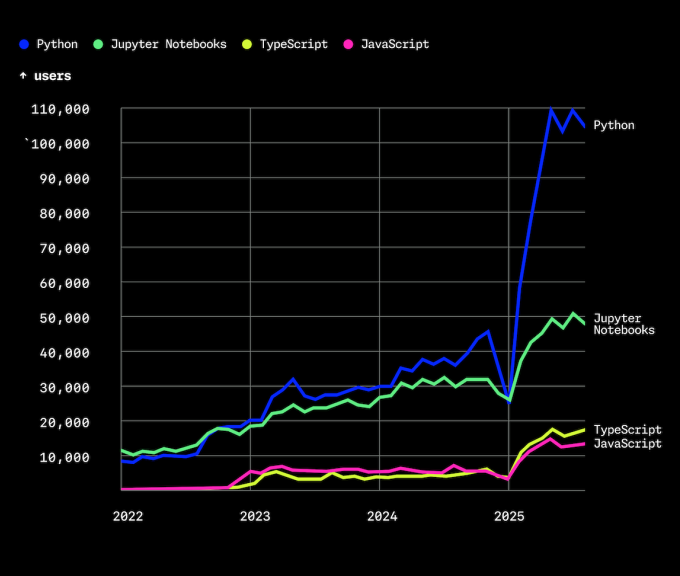 Python Jupyter Notebooks TypeScript JavaScript
↑ users
110,000
`100,000
90,000
80,000
70,000
60,000
50,000
40,000
30,000
20,000
10,000
Python
Jupyter
Notebooks
TypeScript
JavaScript
2022 2023 2024 2025